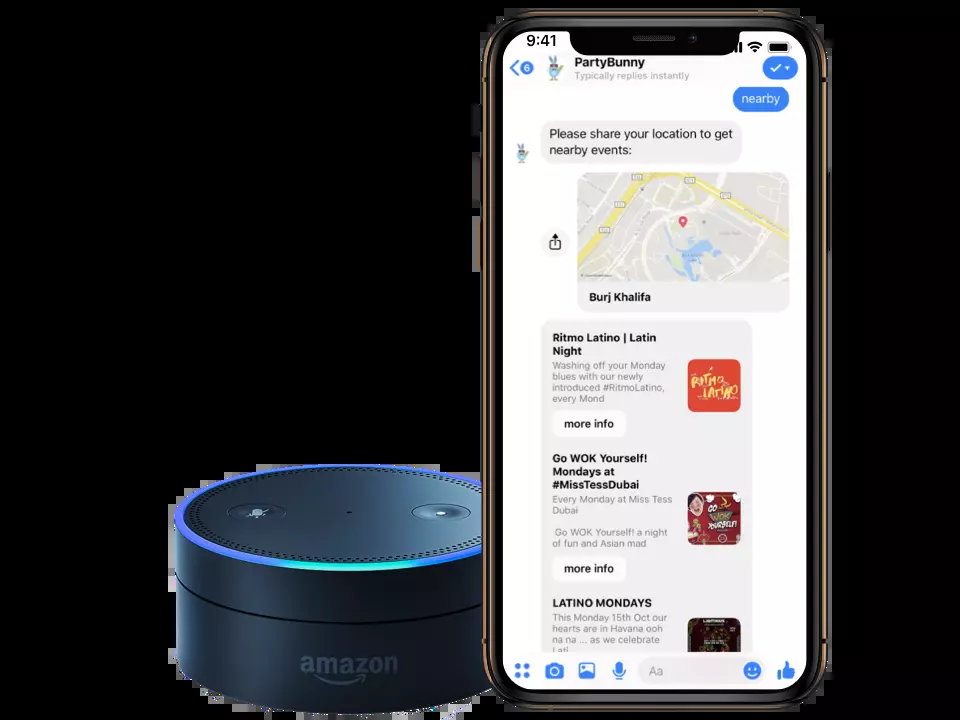 9:41
6
PartyBunny
Typically replies instantly
nearby
Please share your location to get
nearby events:
Burj Khalifa
Ritmo Latino | Latin
Night
Washing off your Monday
blues with our newly
introduced #RitmoLatino,
every Mond
RITMO
LATINO
more info
Go WOK Yourself!
Mondays at
#MissTessDubai
Every Monday at Miss Tess
Dubai
Go WOK Yourself! a night
of fun and Asian mad
GO
WOK
YOURSELF!
more info
LATINO MONDAYS
This Monday 15th Oct our
hearts are in Havana ooh
na na ... as we celebrate
Lati
Aa
amazon